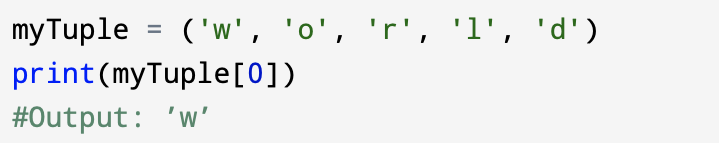 myTuple = ('w', 'o', 'r', 'l', 'd')
print(myTuple[0])
#Output: ’w’